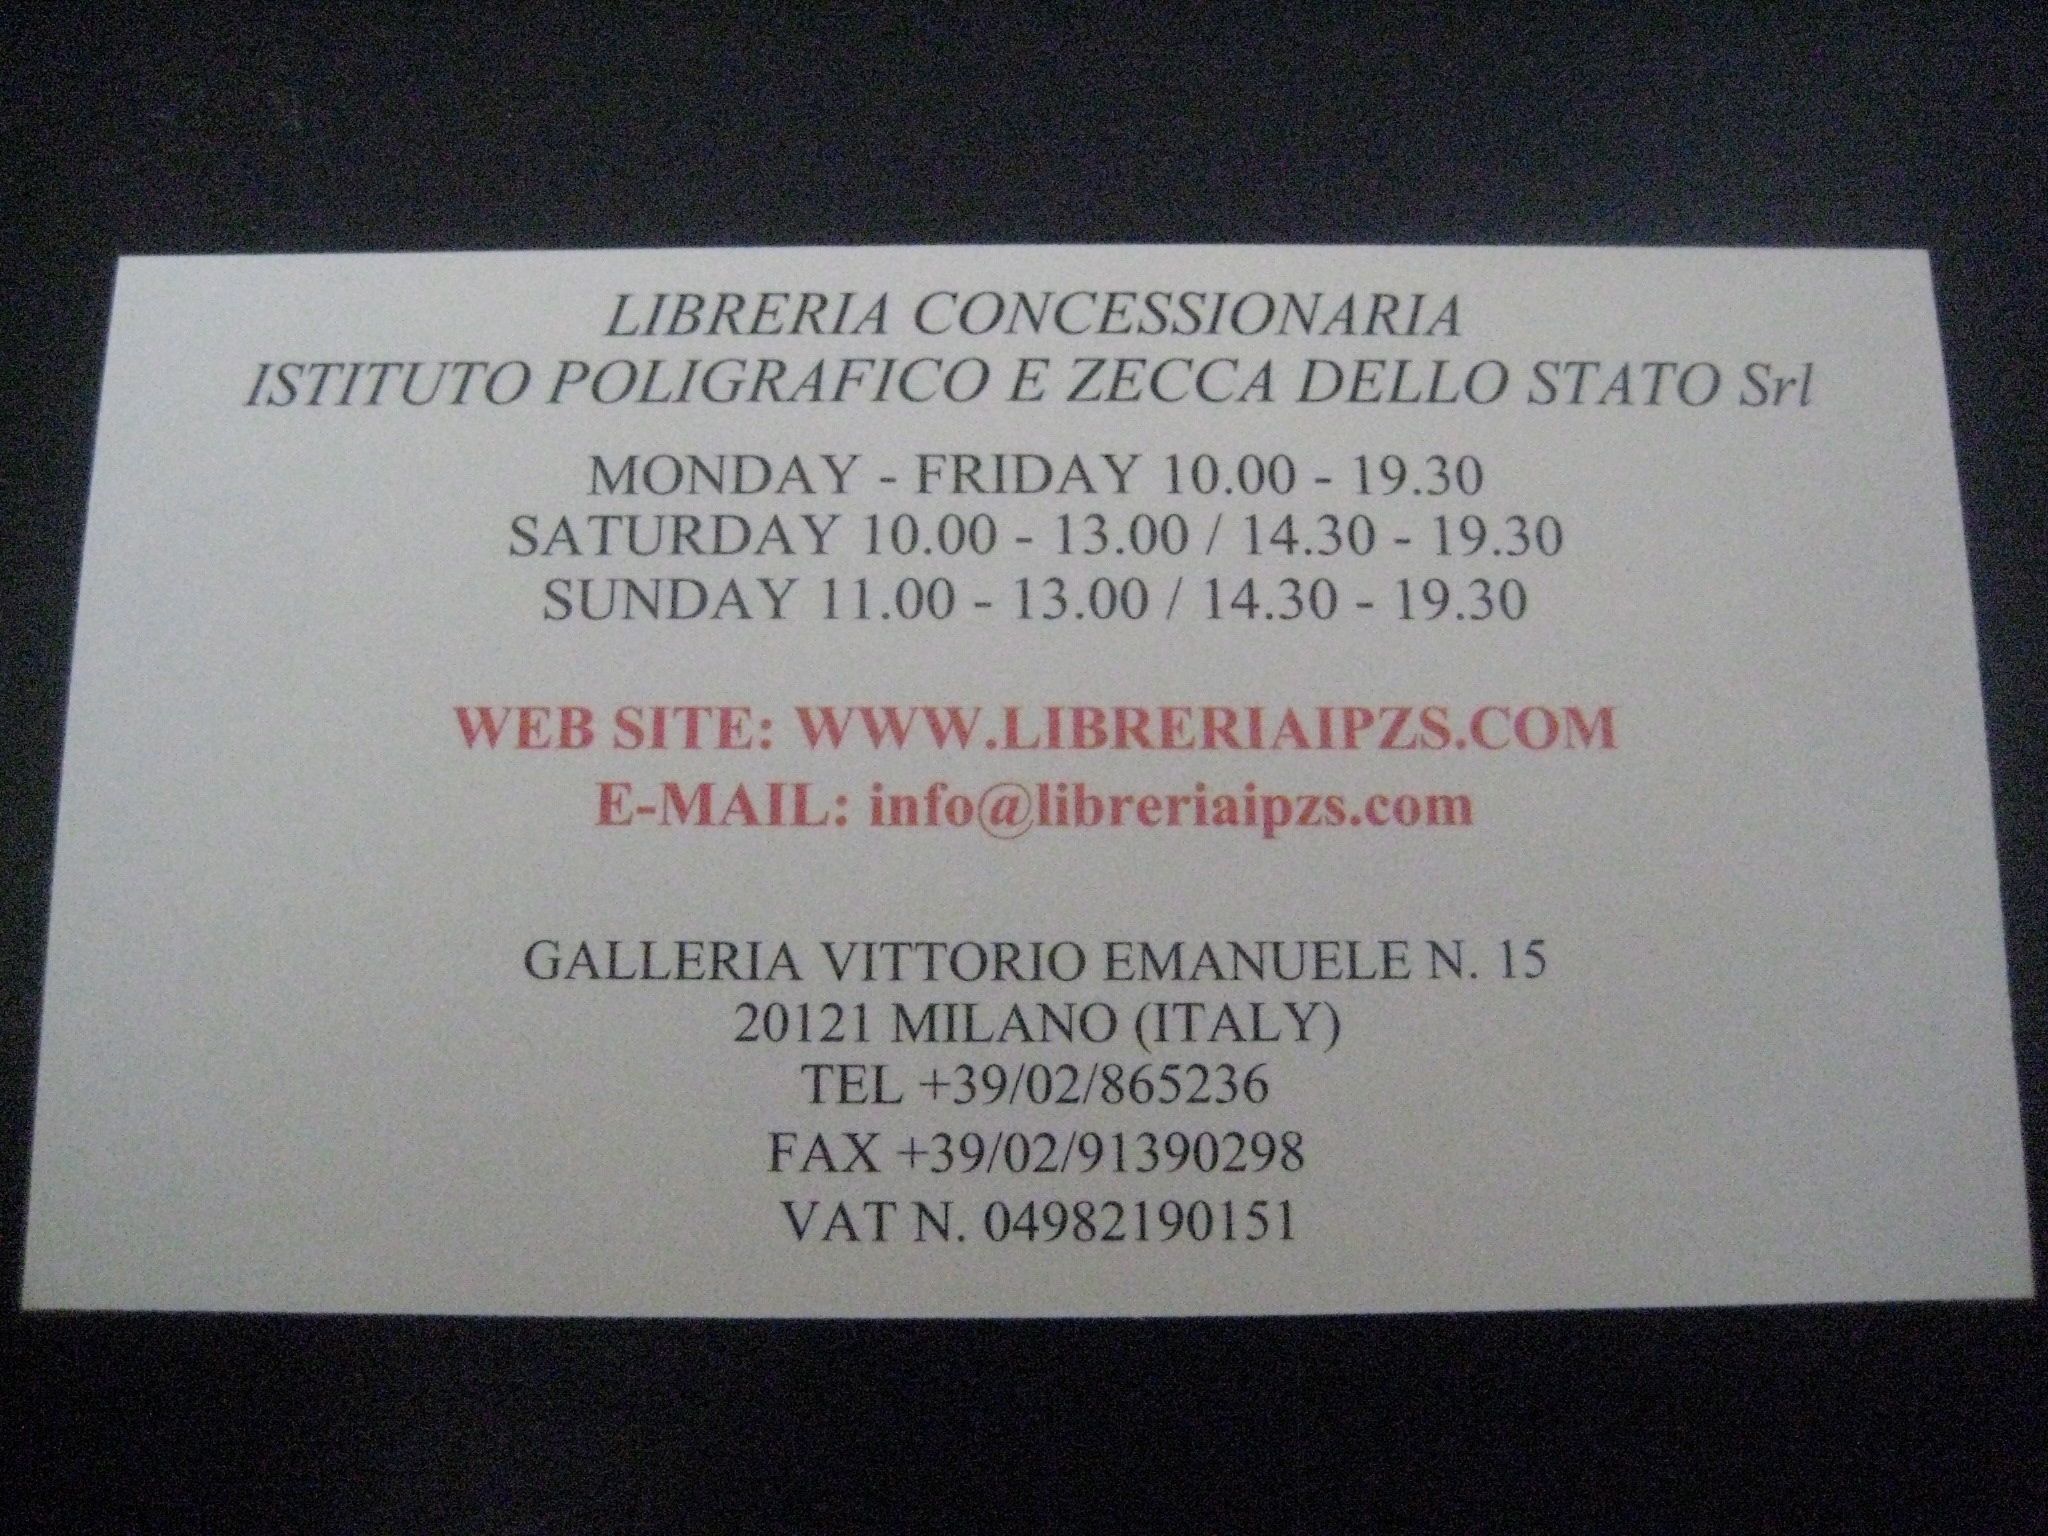 LIBRERIA CONCESSIONARIA
ISTITUTO POLIGRAFICO E ZECCA DELLO STATO Srl
MONDAY - FRIDAY 10.00 - 19.30
SATURDAY 10.00 - 13.00 / 14.30 - 19.30
SUNDAY 11.00 - 13.00 / 14.30 - 19.30
WEB SITE: WWW.LIBRERIAIPZS.COM
E-MAIL: info@libreriaipzs.com
GALLERIA VITTORIO EMANUELE N. 15
20121 MILANO (ITALY)
TEL +39/02/865236
FAX +39/02/91390298
VAT N. 04982190151